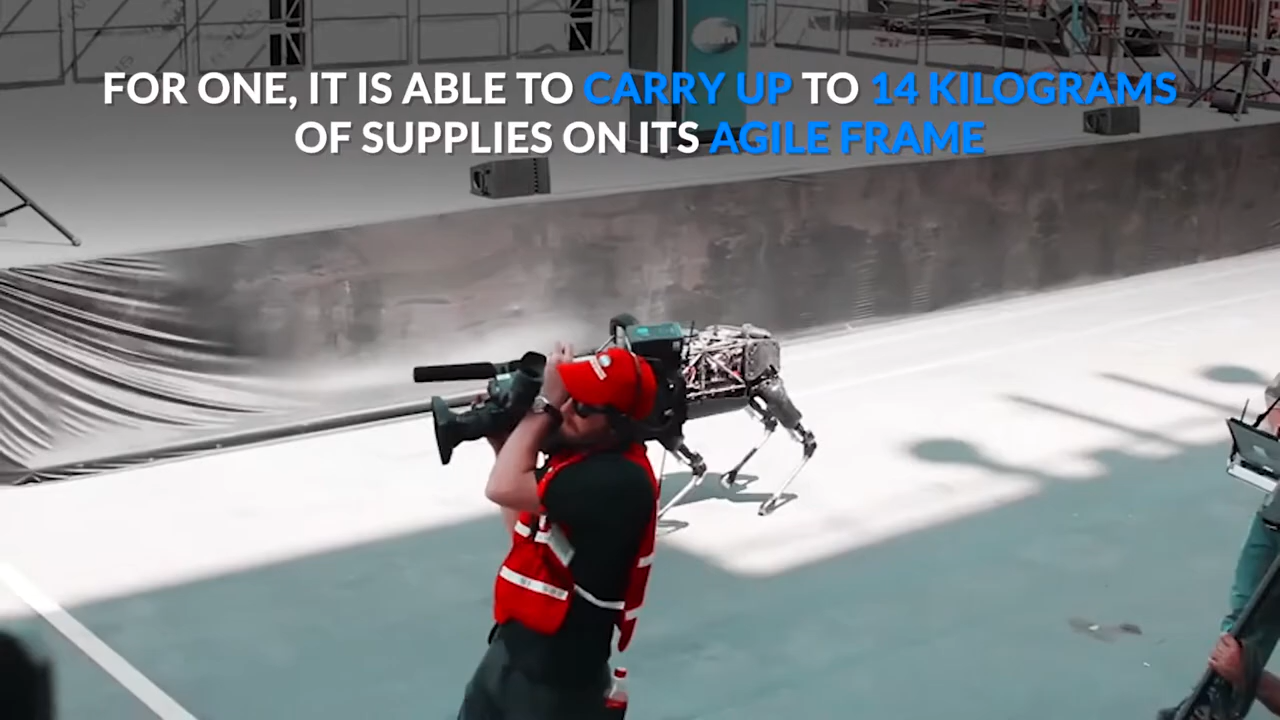 FOR ONE, IT IS ABLE TO CARRY UP TO 14 KILOGRAMS
OF SUPPLIES ON ITS AGILE FRAME